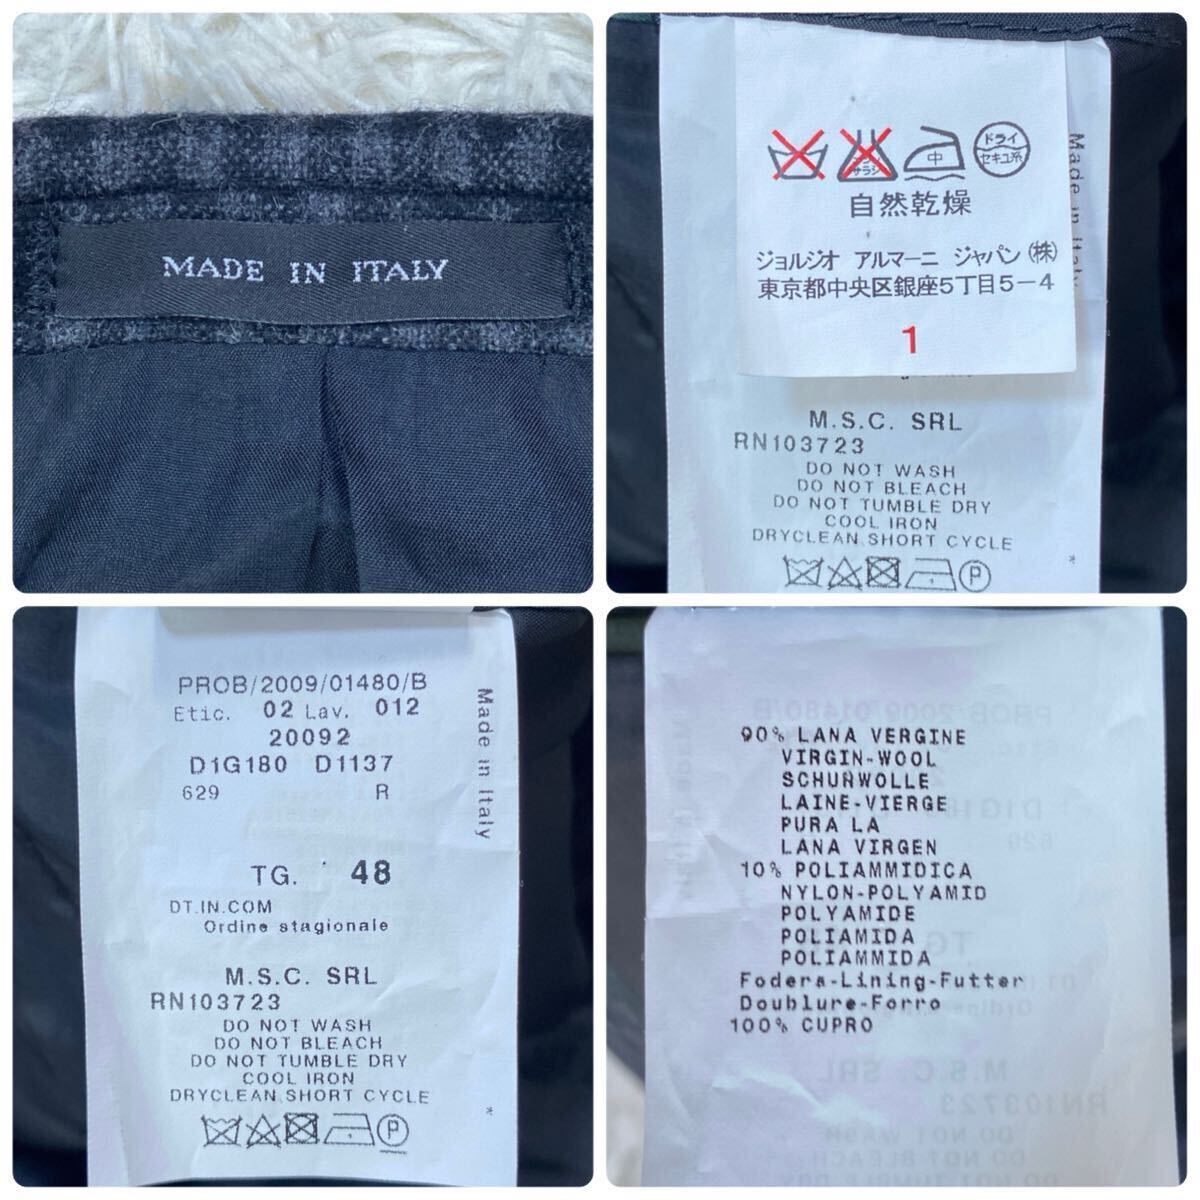 MADE IN ITALY
ドライ
セキユ系
エンソ
サラシ
中
自然乾燥
ジョルジオ アルマーニ ジャパン(株)
東京都中央区銀座5丁目5-4
1
Made in Italy
M.S.C. SRL
RN103723
DO NOT WASH
DO NOT BLEACH
DO NOT TUMBLE DRY
COOL IRON
DRYCLEAN.SHORT CYCLE
P
*
PROB/2009/01480/B
Etic. 02 Lav. 012
20092
D1G180 D1137
629 R
Made in Italy
TG. 48
DT.IN.COM
Ordine stagionale
M.S.C. SRL
RN103723
DO NOT WASH
DO NOT BLEACH
DO NOT TUMBLE DRY
COOL IRON
DRYCLEAN.SHORT CYCLE
P
*
90% LANA VERGINE
VIRGIN-WOOL
SCHURWOLLE
LAINE-VIERGE
PURA LA
LANA VIRGEN
10% POLIAMMIDICA
NYLON-POLYAMID
POLYAMIDE
POLIAMIDA
POLIAMMIDA
Fodera-Lining-Futter
Doublure-Forro
100% CUPRO